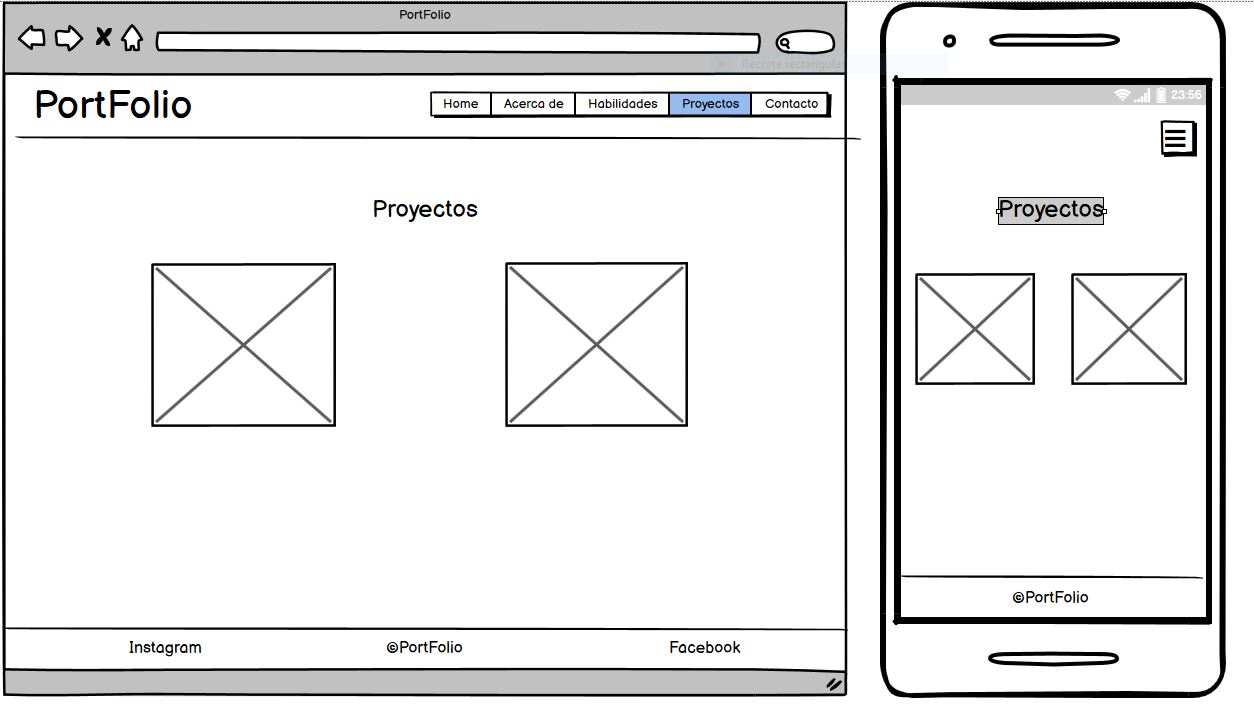 PortFolio
Recorte rectangular
PortFolio
Home Acerca de Habilidades Proyectos Contacto
Proyectos
Instagram ©PortFolio Facebook
23:56
Proyectos
©PortFolio